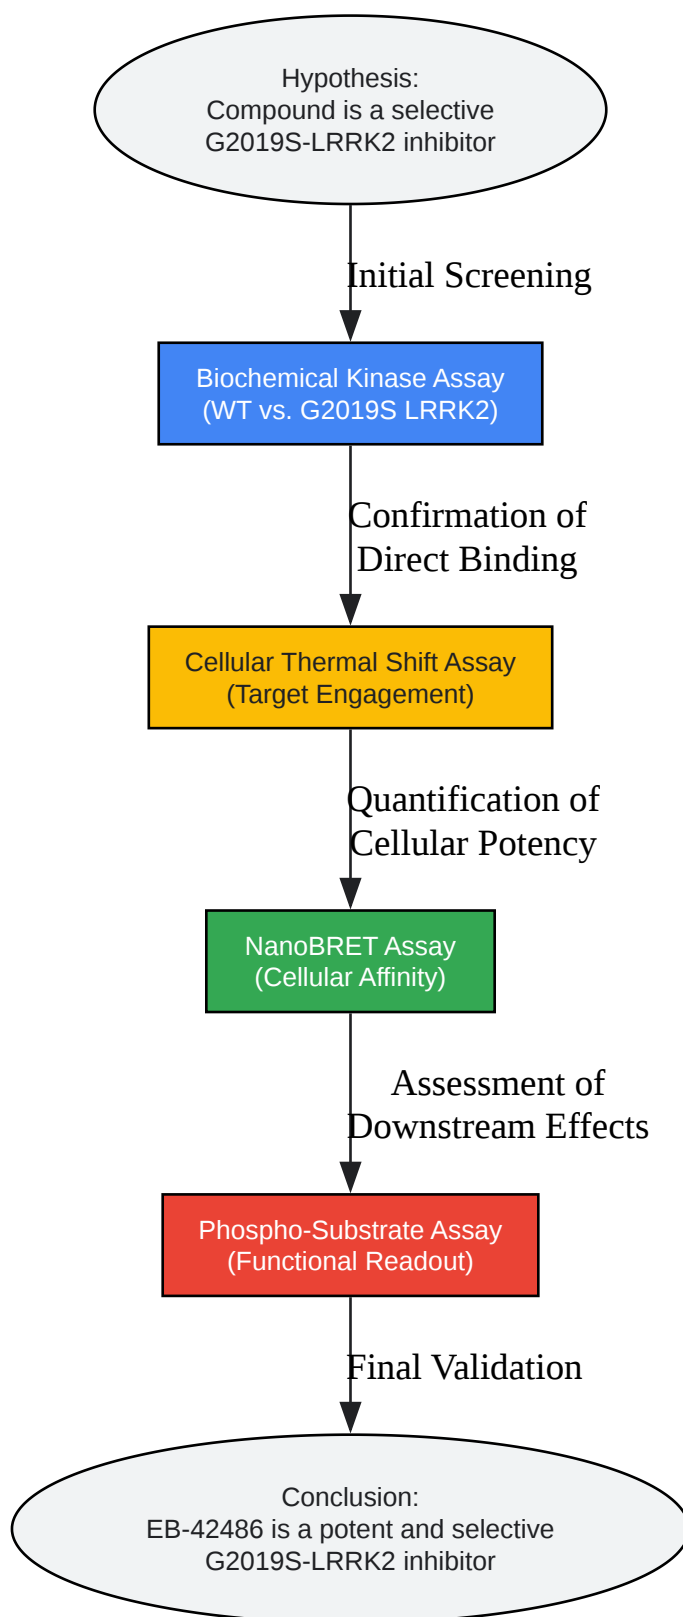 Hypothesis:
Compound is a selective
G2019S-LRRK2 inhibitor
Initial Screening
Biochemical Kinase Assay
(WT vs. G2019S LRRK2)
Confirmation of
Direct Binding
Cellular Thermal Shift Assay
(Target Engagement)
Quantification of
Cellular Potency
NanoBRET Assay
(Cellular Affinity)
Assessment of
Downstream Effects
Phospho-Substrate Assay
(Functional Readout)
Final Validation
Conclusion:
EB-42486 is a potent and selective
G2019S-LRRK2 inhibitor